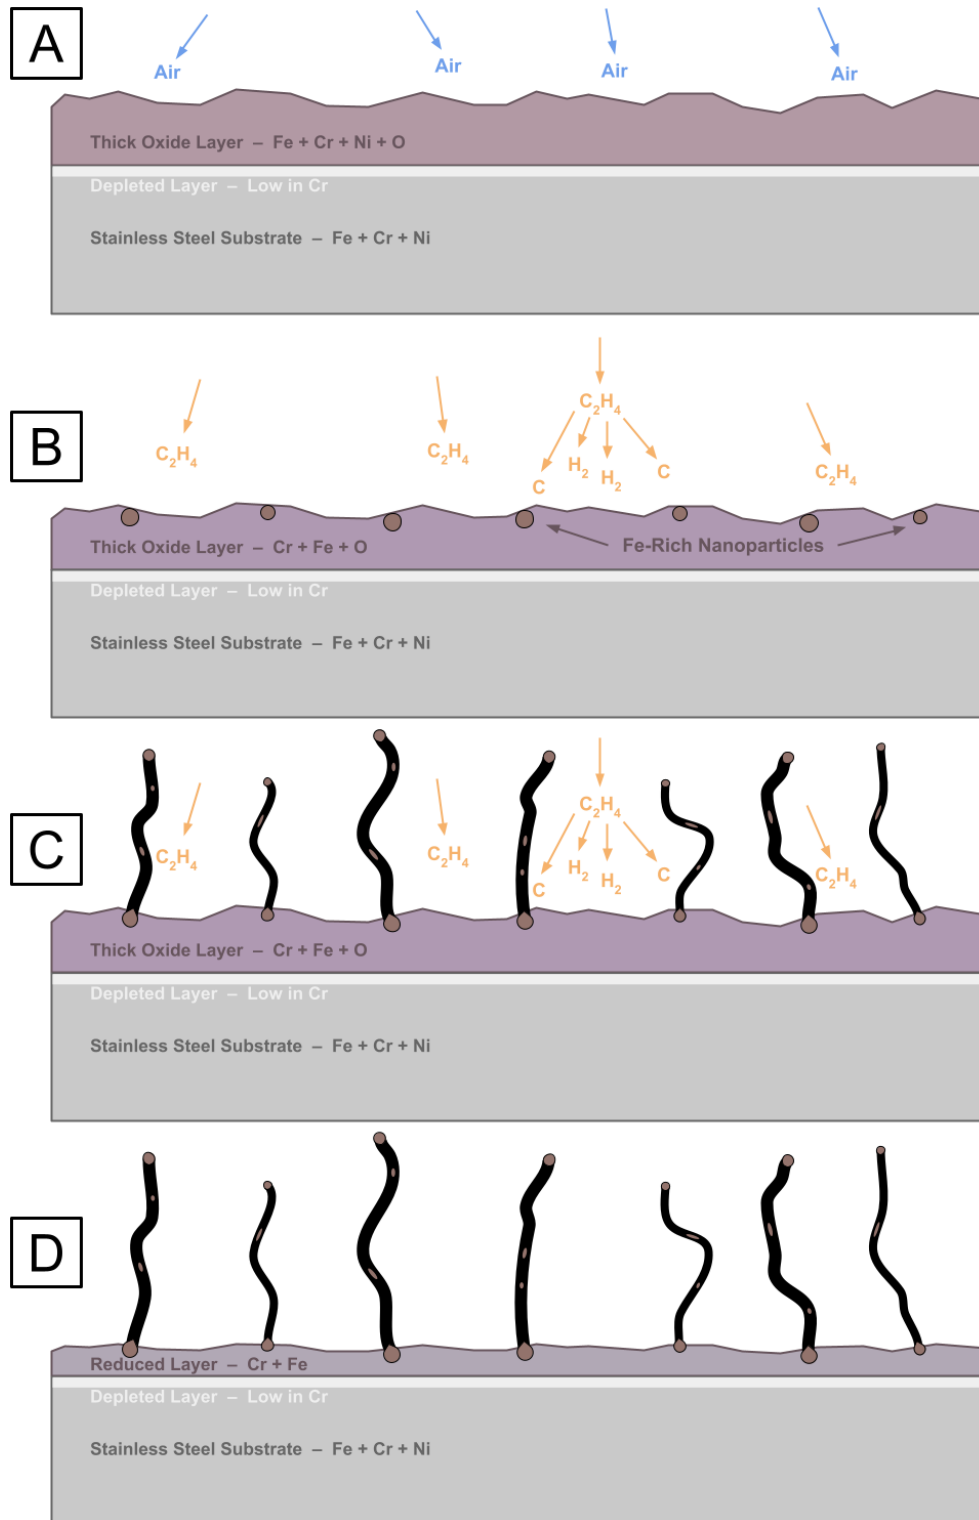 A
Air
Air
Air
Air
Thick Oxide Layer – Fe + Cr + Ni + O
Depleted Layer – Low in Cr
Stainless Steel Substrate – Fe + Cr + Ni
B
C₂H₄
C₂H₄
C₂H₄
C₂H₄
C
H₂
H₂
C
Thick Oxide Layer – Cr + Fe + O
Fe-Rich Nanoparticles
Depleted Layer – Low in Cr
Stainless Steel Substrate – Fe + Cr + Ni
C
C₂H₄
C₂H₄
C₂H₄
C₂H₄
C
H₂
H₂
C
Thick Oxide Layer – Cr + Fe + O
Depleted Layer – Low in Cr
Stainless Steel Substrate – Fe + Cr + Ni
D
Reduced Layer – Cr + Fe
Depleted Layer – Low in Cr
Stainless Steel Substrate – Fe + Cr + Ni